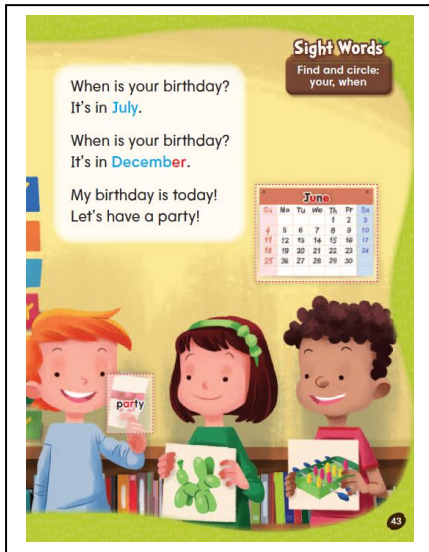 Sight Words
Find and circle:
your, when
When is your birthday?
It's in July.
When is your birthday?
It's in December.
My birthday is today!
Let's have a party!
June
Su Mo Tu We Th Fr Sa
1 2 3
4 5 6 7 8 9 10
11 12 13 14 15 16 17
18 19 20 21 22 23 24
25 26 27 28 29 30
party
43